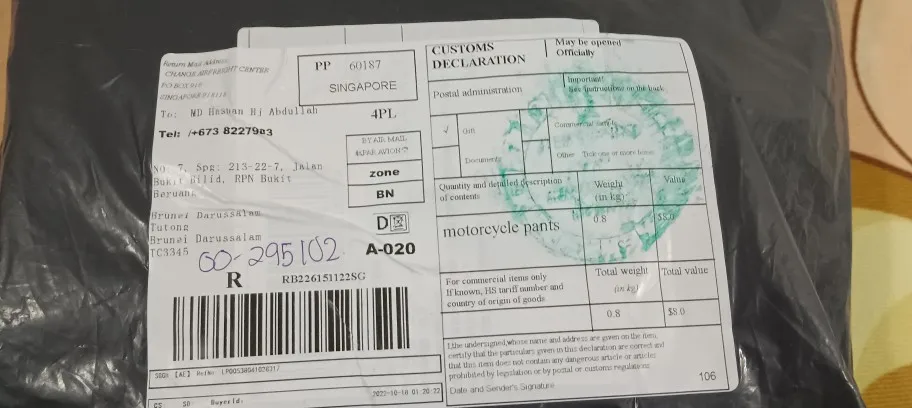 Return Mail Address
CHANGI AIRFREIGHT CENTER
PO BOX
SINGAPORE
PP 60187
SINGAPORE
To: MD Hasnan Hi Abdullah
4PL
Tel: /+673 8227983
BY AIR MAIL
zone
BN
No. 7, Spg: 213-22-7, Jalan
Bukit Bilid, RPN Bukit
Beruang
Brunei Darussalam
Tutong
Brunei Darussalam
TC3345
00-295102
D
A-020
R RB226151122SG
2022-10-18 01:20:22
CUSTOMS
DECLARATION
May be opened
Officially
Postal administration
Important!
See instructions on the back
Gift
Commercial Sample
Documents
Other Tick one or more boxes
Quantity and detailed description
of contents
Weight
(in kg)
Value
motorcycle pants
0.8
$8.0
For commercial items only
If known, HS tariff number and
country of origin of goods
Total weight
(in kg)
Total value
0.8
$8.0
I,the undersigned,whose name and address are given on the item,
certify that the particulars given in this declaration are correct and
that this item does not contain any dangerous article or articles
prohibited by legislation or by postal or customs regulations
Date and Sender's Signature
106